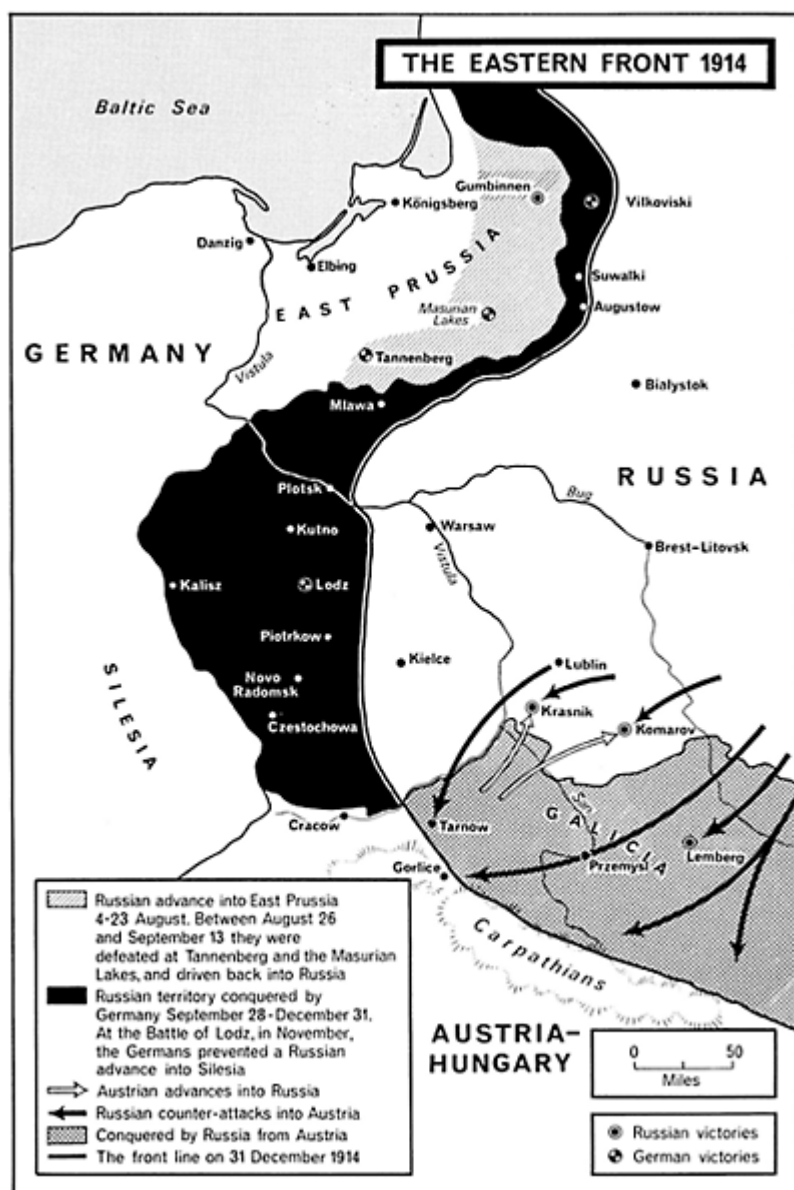 THE EASTERN FRONT 1914
Baltic Sea
Gumbinnen
Königsberg
Vilkoviski
Danzig
Elbing
EAST PRUSSIA
Suwalki
Masurian
Lakes
Augustow
GERMANY
Vistula
Tannenberg
Mlawa
Bialystok
RUSSIA
Plotsk
Bug
Kutno
Warsaw
Vistula
Brest-Litovsk
Kalisz
Lodz
Piotrkow
Kielce
Lublin
SILESIA
Novo
Radomsk
Krasnik
Czestochowa
Komarov
San
GALICIA
Cracow
Tarnow
Lemberg
Przemysl
Gorlice
Carpathians
Russian advance into East Prussia
4-23 August. Between August 26
and September 13 they were
defeated at Tannenberg and the Masurian
Lakes, and driven back into Russia
Russian territory conquered by
Germany September 28-December 31.
At the Battle of Lodz, in November,
the Germans prevented a Russian
advance into Silesia
Austrian advances into Russia
Russian counter-attacks into Austria
Conquered by Russia from Austria
The front line on 31 December 1914
AUSTRIA-
HUNGARY
0 50
Miles
Russian victories
German victories